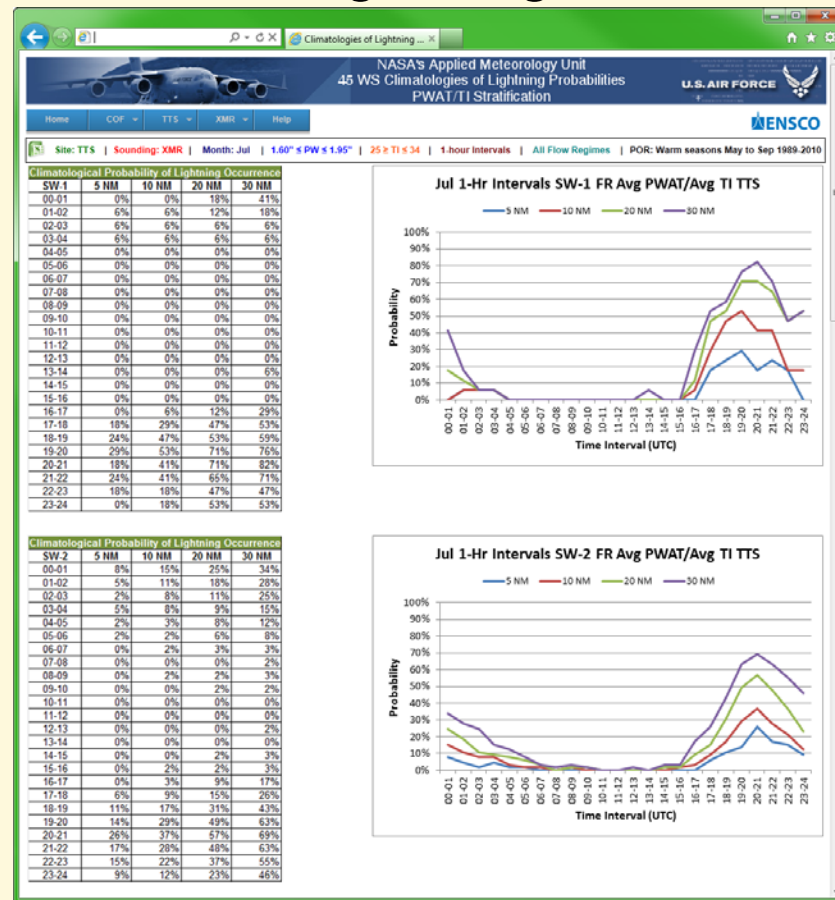 Climatologies of Lightning ...
NASA's Applied Meteorology Unit
45 WS Climatologies of Lightning Probabilities
PWAT/TI Stratification
U.S. AIR FORCE
Home COF TTS XMR Help
ENSCO
Site: TTS | Sounding: XMR | Month: Jul | 1.60" ≤ PW ≤ 1.95" | 25 ≥ TI ≤ 34 | 1-hour Intervals | All Flow Regimes | POR: Warm seasons May to Sep 1989-2010
Climatological Probability of Lightning Occurrence
SW-1 5 NM 10 NM 20 NM 30 NM
00-01 0% 0% 18% 41%
01-02 6% 6% 12% 18%
02-03 6% 6% 6% 6%
03-04 6% 6% 6% 6%
04-05 0% 0% 0% 0%
05-06 0% 0% 0% 0%
06-07 0% 0% 0% 0%
07-08 0% 0% 0% 0%
08-09 0% 0% 0% 0%
09-10 0% 0% 0% 0%
10-11 0% 0% 0% 0%
11-12 0% 0% 0% 0%
12-13 0% 0% 0% 0%
13-14 0% 0% 0% 6%
14-15 0% 0% 0% 0%
15-16 0% 0% 0% 0%
16-17 0% 6% 12% 29%
17-18 18% 29% 47% 53%
18-19 24% 47% 53% 59%
19-20 29% 53% 71% 76%
20-21 18% 41% 71% 82%
21-22 24% 41% 65% 71%
22-23 18% 18% 47% 47%
23-24 0% 18% 53% 53%
Jul 1-Hr Intervals SW-1 FR Avg PWAT/Avg TI TTS
5 NM 10 NM 20 NM 30 NM
100%
90%
80%
70%
60%
50%
40%
30%
20%
10%
0%
Probability
00-01 01-02 02-03 03-04 04-05 05-06 06-07 07-08 08-09 09-10 10-11 11-12 12-13 13-14 14-15 15-16 16-17 17-18 18-19 19-20 20-21 21-22 22-23 23-24
Time Interval (UTC)
Climatological Probability of Lightning Occurrence
SW-2 5 NM 10 NM 20 NM 30 NM
00-01 8% 15% 25% 34%
01-02 5% 11% 18% 28%
02-03 2% 8% 11% 25%
03-04 5% 8% 9% 15%
04-05 2% 3% 8% 12%
05-06 2% 2% 6% 8%
06-07 0% 2% 3% 3%
07-08 0% 0% 0% 2%
08-09 0% 2% 2% 3%
09-10 0% 0% 2% 2%
10-11 0% 0% 0% 0%
11-12 0% 0% 0% 0%
12-13 0% 0% 0% 2%
13-14 0% 0% 0% 0%
14-15 0% 0% 2% 3%
15-16 0% 2% 2% 3%
16-17 0% 3% 9% 17%
17-18 6% 9% 15% 26%
18-19 11% 17% 31% 43%
19-20 14% 29% 49% 63%
20-21 26% 37% 57% 69%
21-22 17% 28% 48% 63%
22-23 15% 22% 37% 55%
23-24 9% 12% 23% 46%
Jul 1-Hr Intervals SW-2 FR Avg PWAT/Avg TI TTS
5 NM 10 NM 20 NM 30 NM
100%
90%
80%
70%
60%
50%
40%
30%
20%
10%
0%
Probability
00-01 01-02 02-03 03-04 04-05 05-06 06-07 07-08 08-09 09-10 10-11 11-12 12-13 13-14 14-15 15-16 16-17 17-18 18-19 19-20 20-21 21-22 22-23 23-24
Time Interval (UTC)